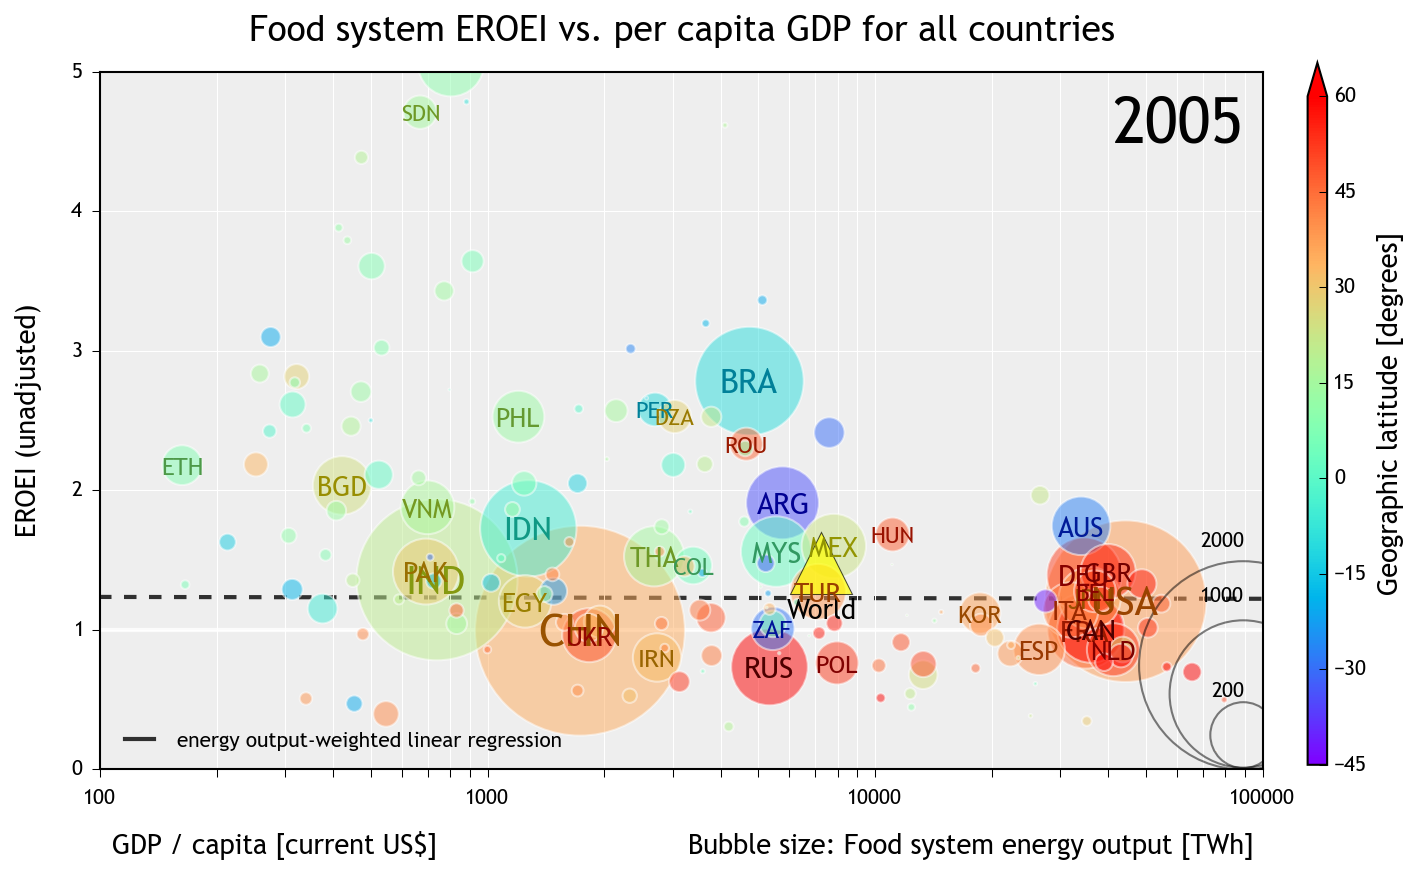 Food system EROEI vs. per capita GDP for all countries
2005
EROEI (unadjusted)
5
4
3
2
1
0
SDN
BRA
PER
DZA
PHL
ROU
ETH
BGD
VNM
IDN
ARG
AUS
HUN
MYS
MEX
THA
COL
PAK
IND
EGY
TUR
World
DEU
GBR
BEL
USA
ITA
KOR
CHN
UKR
ZAF
CAN
FRA
IRN
RUS
POL
ESP
NLD
2000
1000
200
energy output-weighted linear regression
100
1000
10000
100000
GDP / capita [current US$]
Bubble size: Food system energy output [TWh]
60
45
30
15
0
−15
−30
−45
Geographic latitude [degrees]